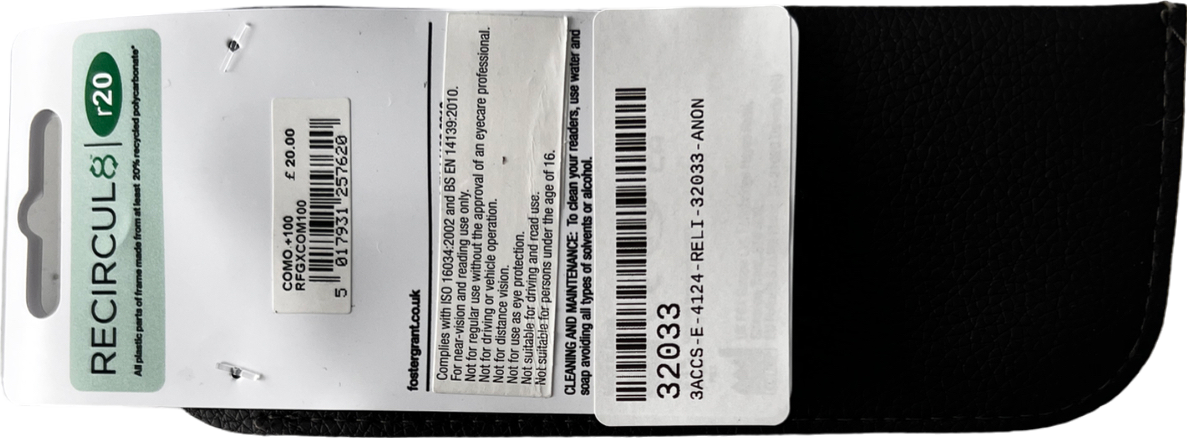 RECIRCUL8 | r20
All plastic parts of frame made from at least 20% recycled polycarbonate*
£ 20.00
COMO +100
RFGXCOM100
5 017931 257620
fostergrant.co.uk
Complies with ISO 16034:2002 and BS EN 14139:2010.
For near-vision and reading use only.
Not for regular use without the approval of an eyecare professional.
Not for driving or vehicle operation.
Not for distance vision.
Not for use as eye protection.
Not suitable for driving and road use.
Not suitable for persons under the age of 16.
CLEANING AND MAINTENANCE: To clean your readers, use water and
soap avoiding all types of solvents or alcohol.
32033
3ACCS-E-4124-RELI-32033-ANON